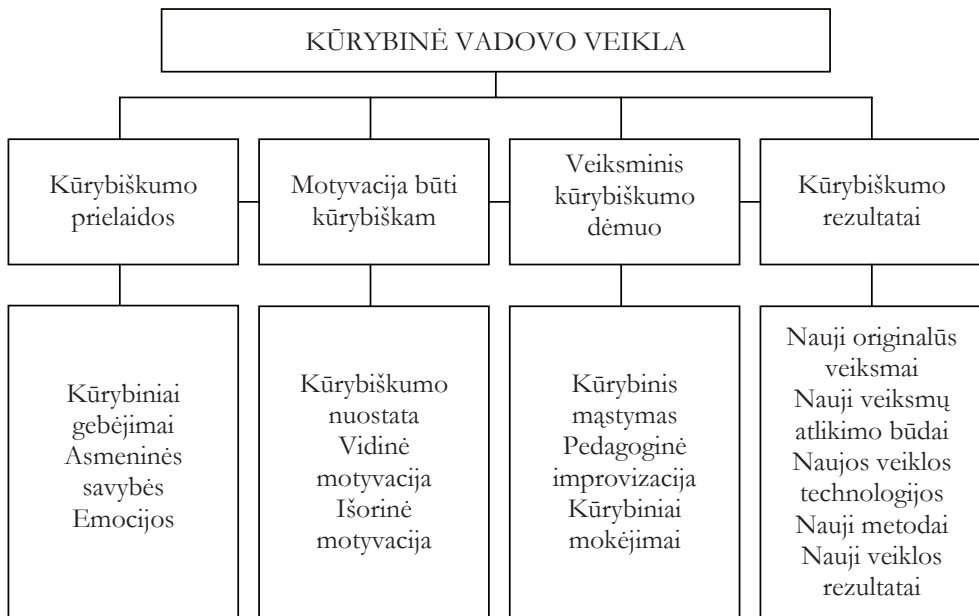 KŪRYBINĖ VADOVO VEIKLA
Kūrybiškumo
prielaidos
Motyvacija būti
kūrybiškam
Veiksminis
kūrybiškumo
dėmuo
Kūrybiškumo
rezultatai
Kūrybiniai
gebėjimai
Asmeninės
savybės
Emocijos
Kūrybiškumo
nuostata
Vidinė
motyvacija
Išorinė
motyvacija
Kūrybinis
mąstymas
Pedagoginė
improvizacija
Kūrybiniai
mokėjimai
Nauji originalūs
veiksmai
Nauji veiksmų
atlikimo būdai
Naujos veiklos
technologijos
Nauji metodai
Nauji veiklos
rezultatai